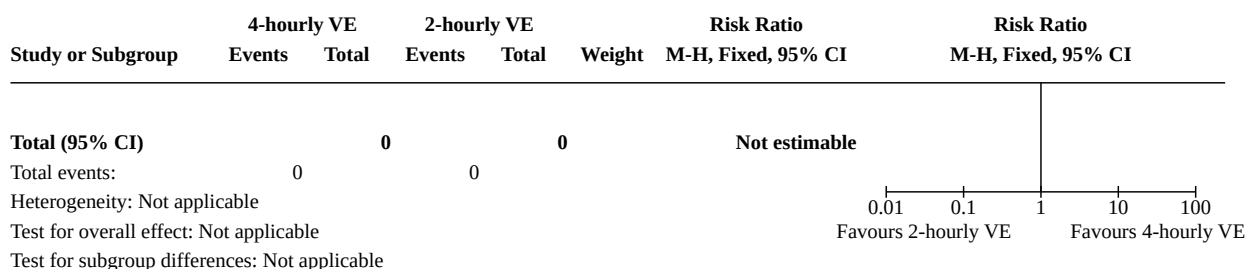 4-hourly VE 2-hourly VE Risk Ratio Risk Ratio
Study or Subgroup Events Total Events Total Weight M-H, Fixed, 95% CI M-H, Fixed, 95% CI
Total (95% CI) 0 0 Not estimable
Total events: 0 0
Heterogeneity: Not applicable
0.01 0.1 1 10 100
Test for overall effect: Not applicable Favours 2-hourly VE Favours 4-hourly VE
Test for subgroup differences: Not applicable